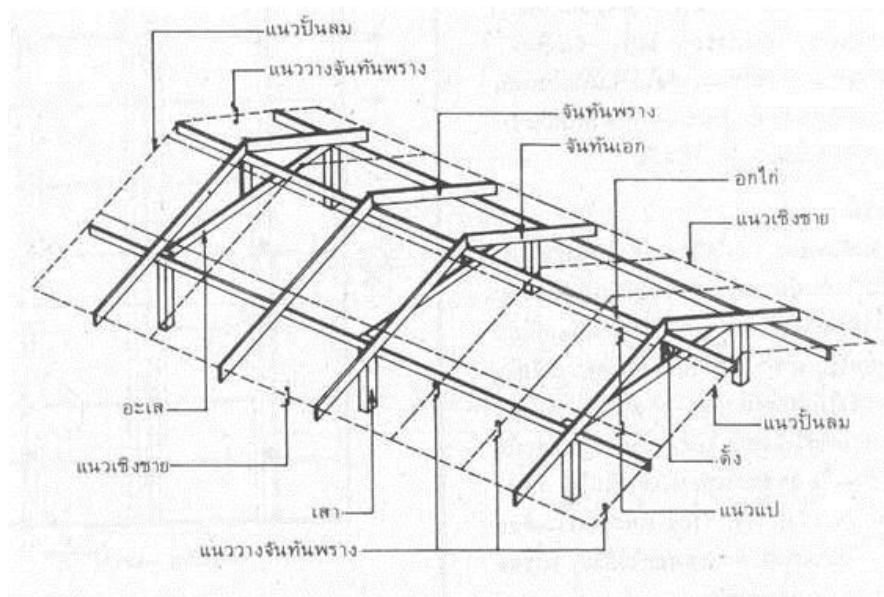 แนวปั้นลม
แนววางจันทันพราง
จันทันพราง
จันทันเอก
อกไก่
แนวเชิงชาย
อะเส
แนวปั้นลม
แนวเชิงชาย
ดั้ง
เสา
แนวแป
แนววางจันทันพราง